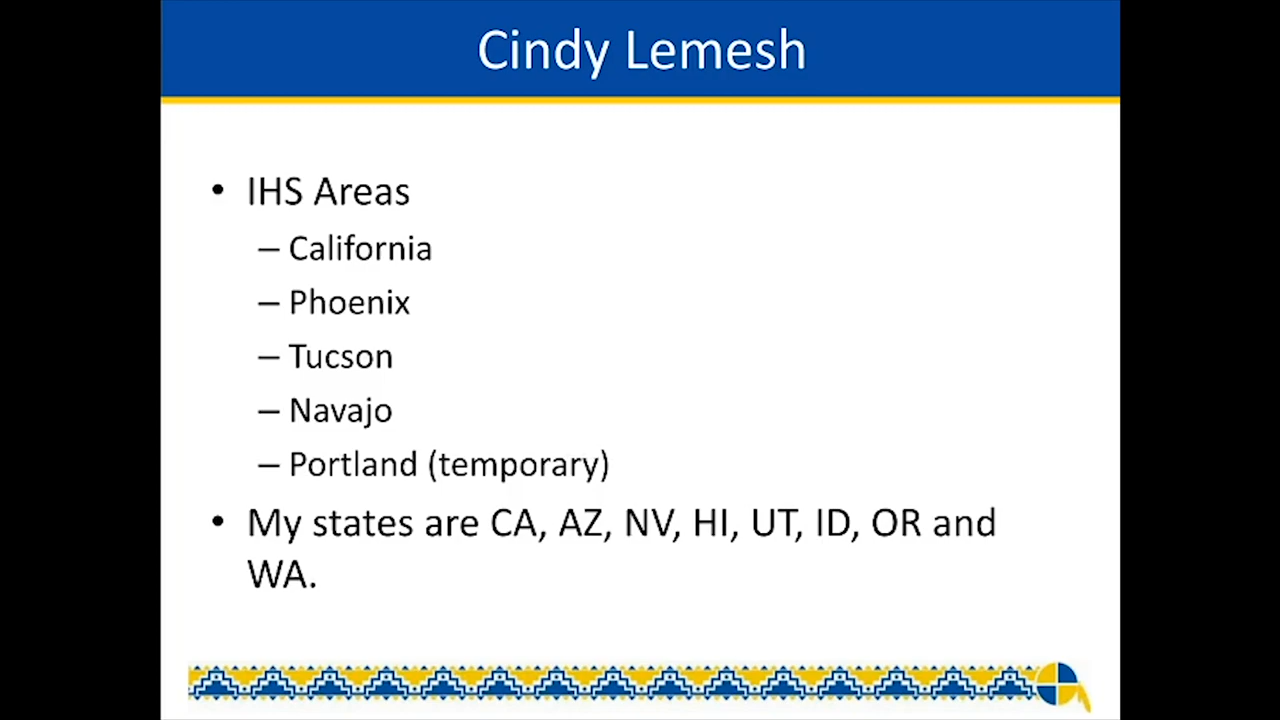 Cindy Lemesh
• IHS Areas
– California
– Phoenix
– Tucson
– Navajo
– Portland (temporary)
• My states are CA, AZ, NV, HI, UT, ID, OR and
WA.